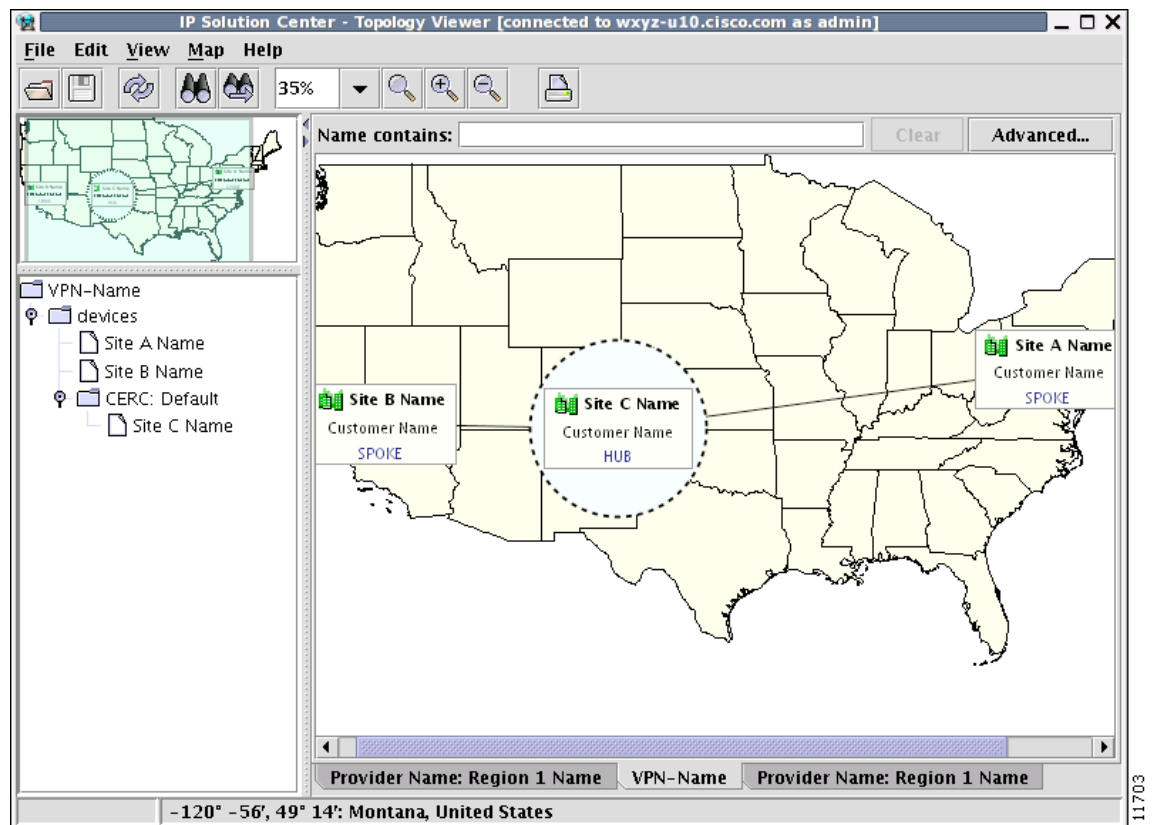 IP Solution Center - Topology Viewer [connected to wxyz-u10.cisco.com as admin]
File Edit View Map Help
35%
Name contains: Clear Advanced...
VPN-Name
devices
Site A Name
Site B Name
CERC: Default
Site C Name
Site A Name
Customer Name
SPOKE
Site B Name
Customer Name
SPOKE
Site C Name
Customer Name
HUB
Provider Name: Region 1 Name VPN-Name Provider Name: Region 1 Name
-120° -56', 49° 14': Montana, United States
11703